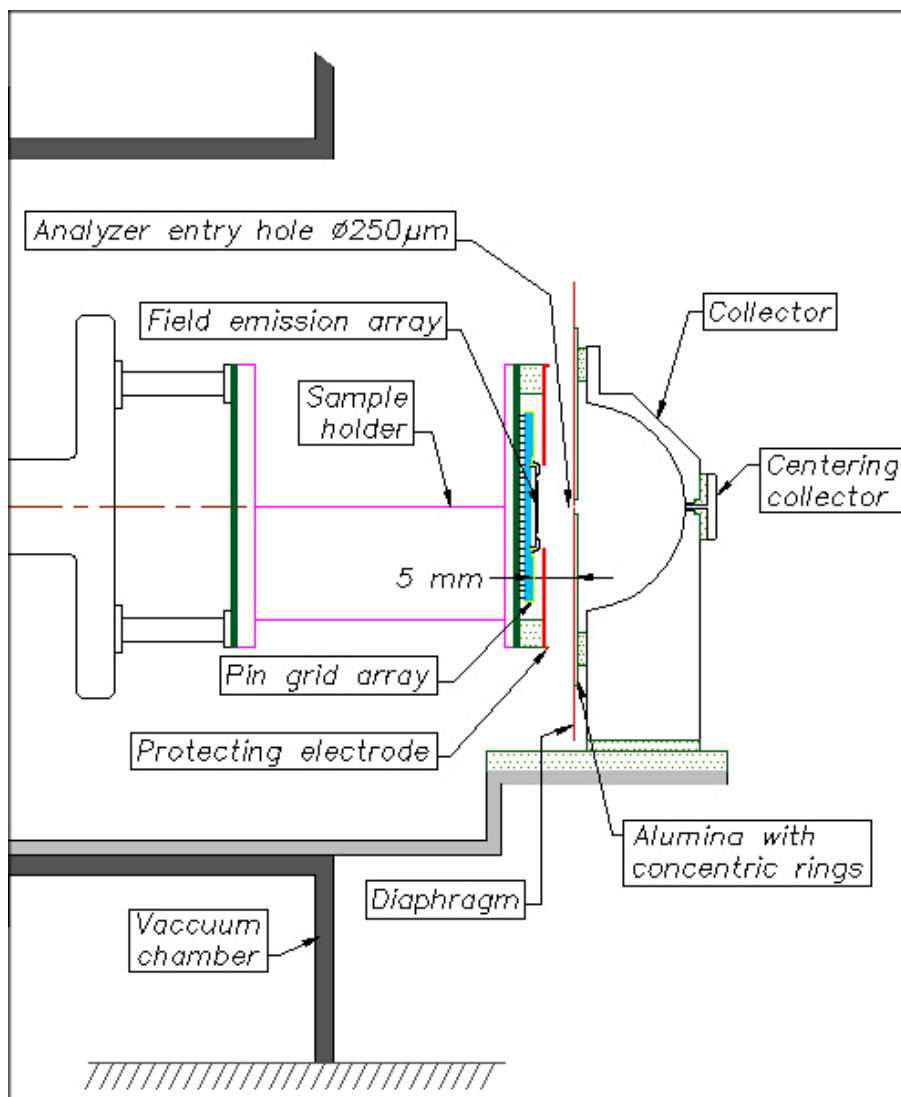 Analyzer entry hole Ø250µm
Field emission array
Collector
Sample
holder
Centering
collector
5 mm
Pin grid array
Protecting electrode
Alumina with
concentric rings
Diaphragm
Vaccuum
chamber